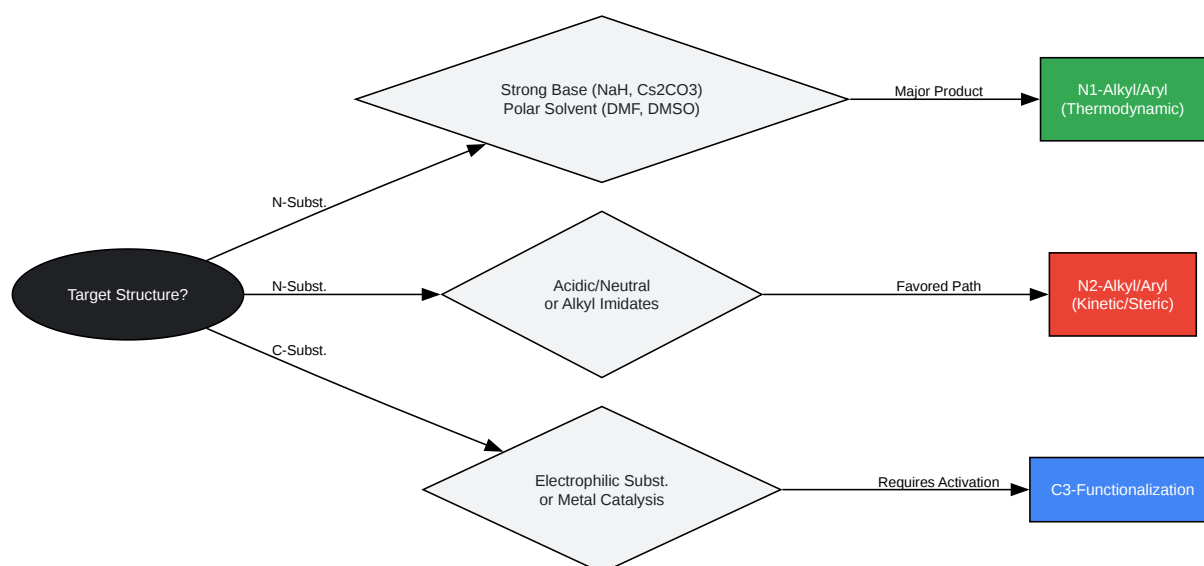 Strong Base (NaH, Cs2CO3)
Polar Solvent (DMF, DMSO)
Major Product
N1-Alkyl/Aryl
(Thermodynamic)
N-Subst.
Target Structure?
N-Subst.
Acidic/Neutral
or Alkyl Imidates
Favored Path
N2-Alkyl/Aryl
(Kinetic/Steric)
C-Subst.
Electrophilic Subst.
or Metal Catalysis
Requires Activation
C3-Functionalization